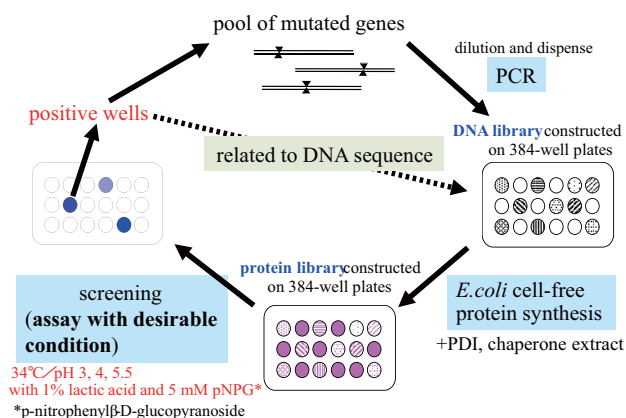 pool of mutated genes
dilution and dispense
PCR
positive wells
DNA library constructed
on 384-well plates
related to DNA sequence
protein library constructed
on 384-well plates
E.coli cell-free
protein synthesis
+PDI, chaperone extract
screening
(assay with desirable
condition)
34℃/pH 3, 4, 5.5
with 1% lactic acid and 5 mM pNPG*
*p-nitrophenylβ-D-glucopyranoside